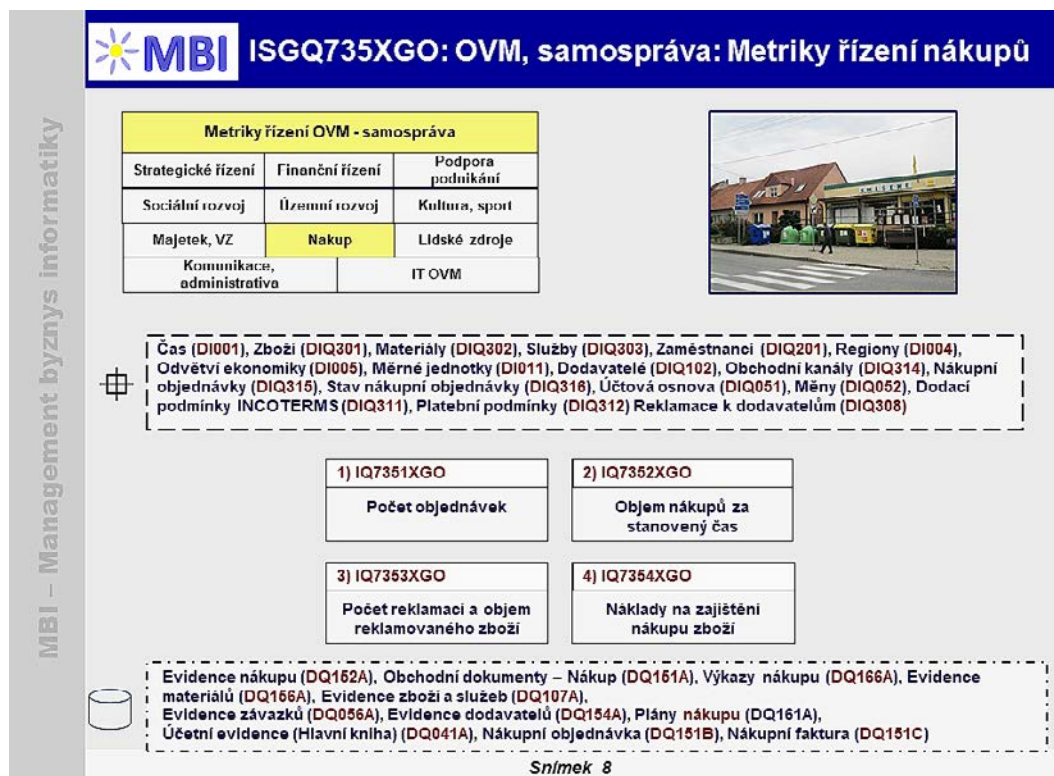 MBI
ISGQ735XGO: OVM, samospráva: Metriky řízení nákupů
MBI – Management byznys informatiky
Metriky řízení OVM - samospráva
Strategické řízení
Finanční řízení
Podpora
podnikání
Sociální rozvoj
Územní rozvoj
Kultura, sport
Majetek, VZ
Nakup
Lidské zdroje
Komunikace,
administrativa
IT OVM
Čas (DI001), Zboží (DIQ301), Materiály (DIQ302), Služby (DIQ303), Zaměstnanci (DIQ201), Regiony (DI004),
Odvětví ekonomiky (DI005), Měrné jednotky (DI011), Dodavatelé (DIQ102), Obchodní kanály (DIQ314), Nákupní
objednávky (DIQ315), Stav nákupní objednávky (DIQ316), Účtová osnova (DIQ051), Měny (DIQ052), Dodací
podmínky INCOTERMS (DIQ311), Platební podmínky (DIQ312) Reklamace k dodavatelům (DIQ308)
1) IQ7351XGO
Počet objednávek
2) IQ7352XGO
Objem nákupů za
stanovený čas
3) IQ7353XGO
Počet reklamací a objem
reklamovaného zboží
4) IQ7354XGO
Náklady na zajištění
nákupu zboží
Evidence nákupu (DQ152A), Obchodní dokumenty – Nákup (DQ151A), Výkazy nákupu (DQ166A), Evidence
materiálů (DQ156A), Evidence zboží a služeb (DQ107A),
Evidence závazků (DQ056A), Evidence dodavatelů (DQ154A), Plány nákupu (DQ161A),
Účetní evidence (Hlavní kniha) (DQ041A), Nákupní objednávka (DQ151B), Nákupní faktura (DQ151C)
Snímek 8